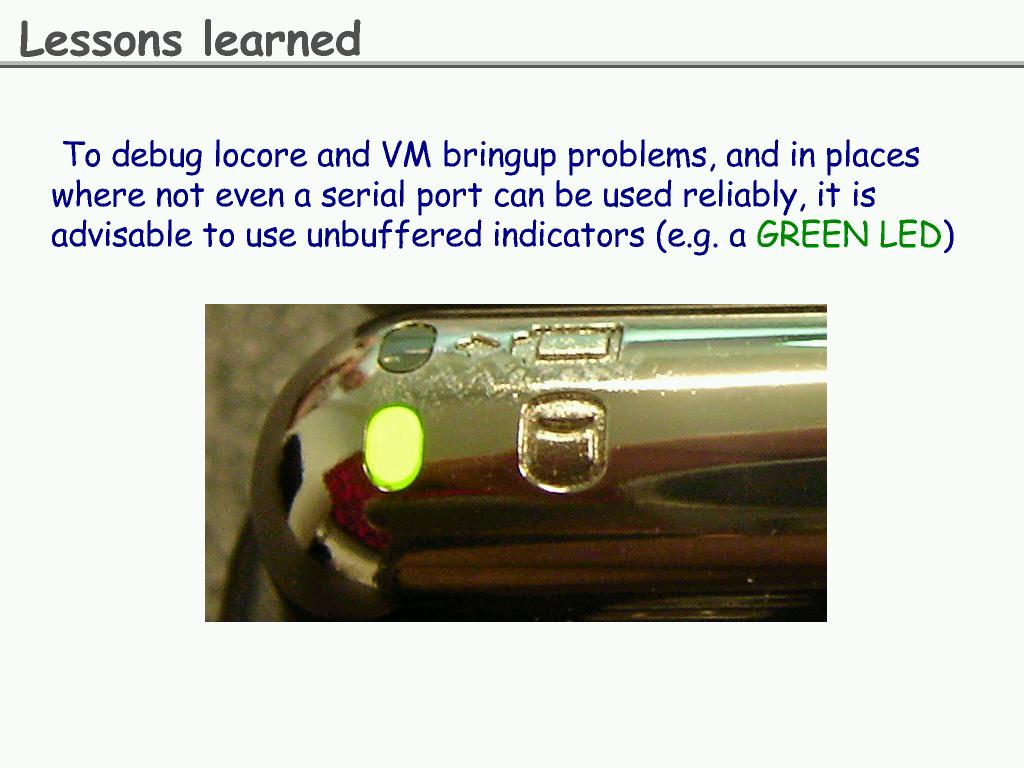 Lessons learned
To debug locore and VM bringup problems, and in places
where not even a serial port can be used reliably, it is
advisable to use unbuffered indicators (e.g. a GREEN LED)